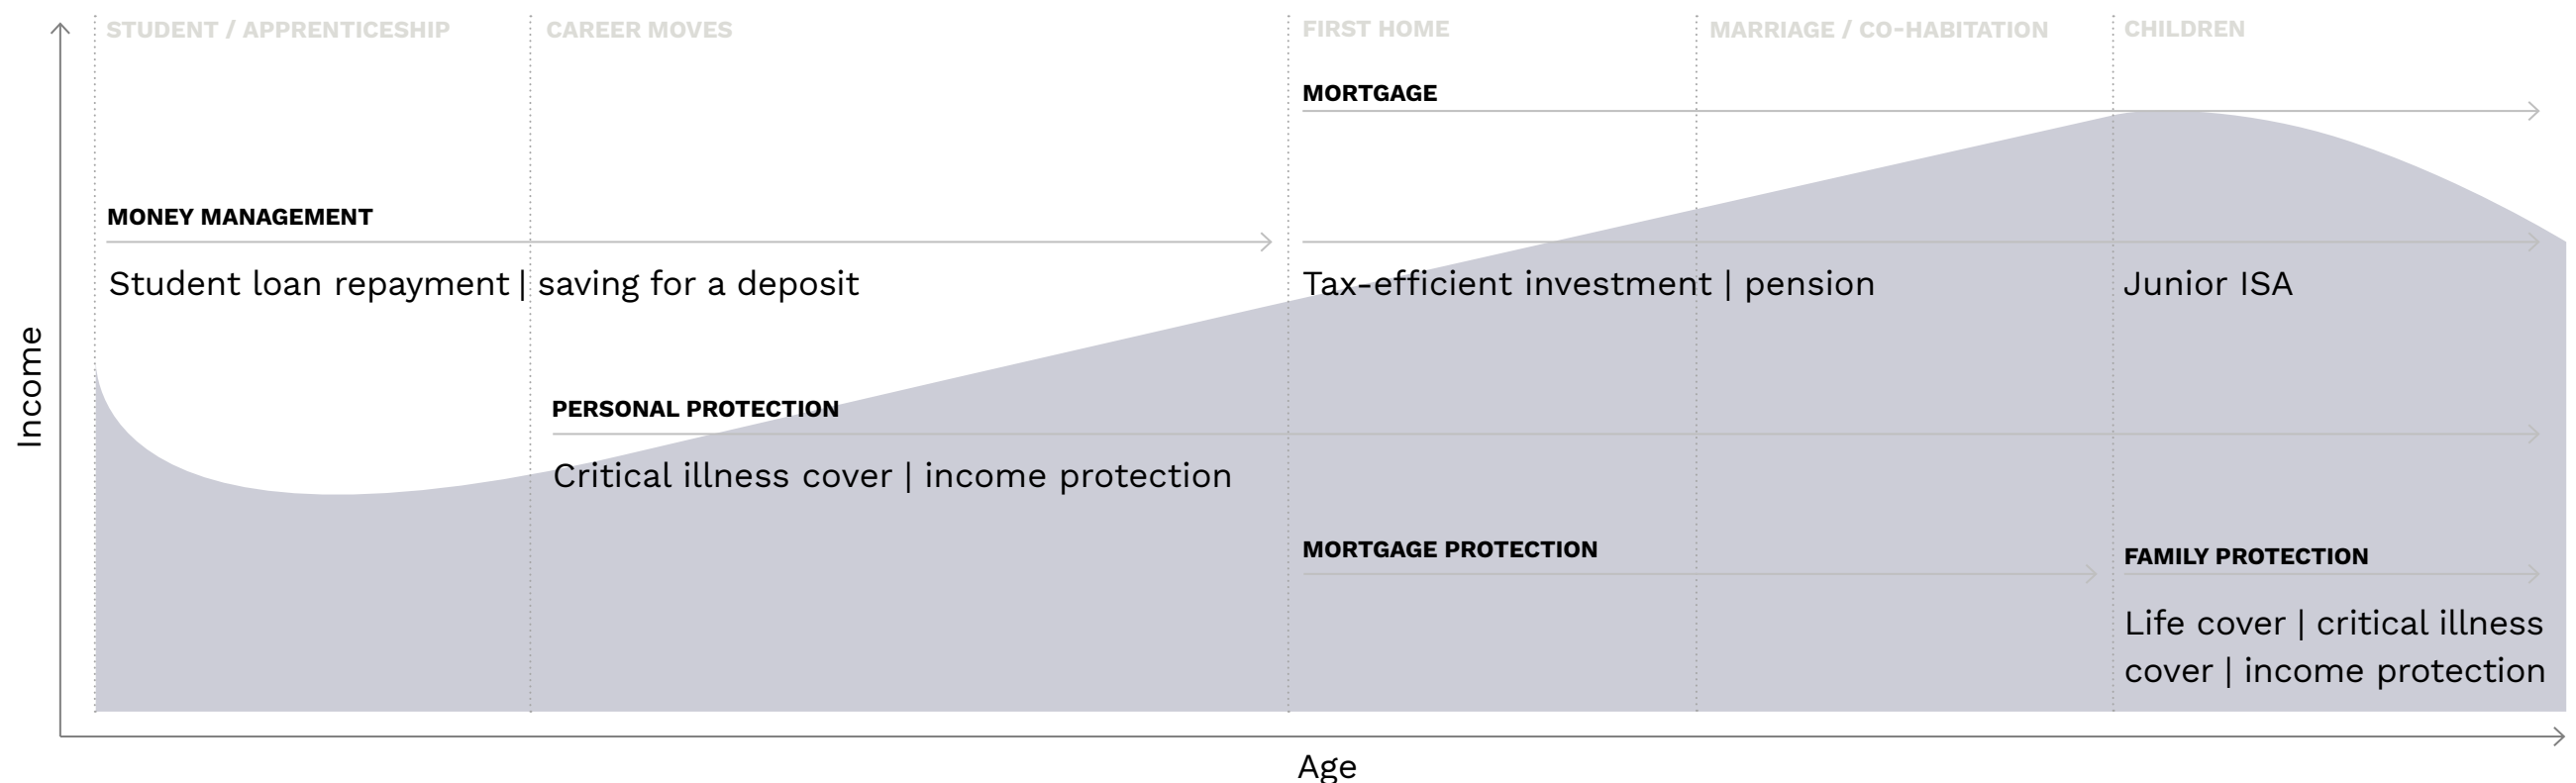 STUDENT / APPRENTICESHIP
CAREER MOVES
FIRST HOME
MARRIAGE / CO-HABITATION
CHILDREN
MORTGAGE
MONEY MANAGEMENT
Student loan repayment | saving for a deposit
Tax-efficient investment | pension
Junior ISA
Income
PERSONAL PROTECTION
Critical illness cover | income protection
MORTGAGE PROTECTION
FAMILY PROTECTION
Life cover | critical illness
cover | income protection
Age